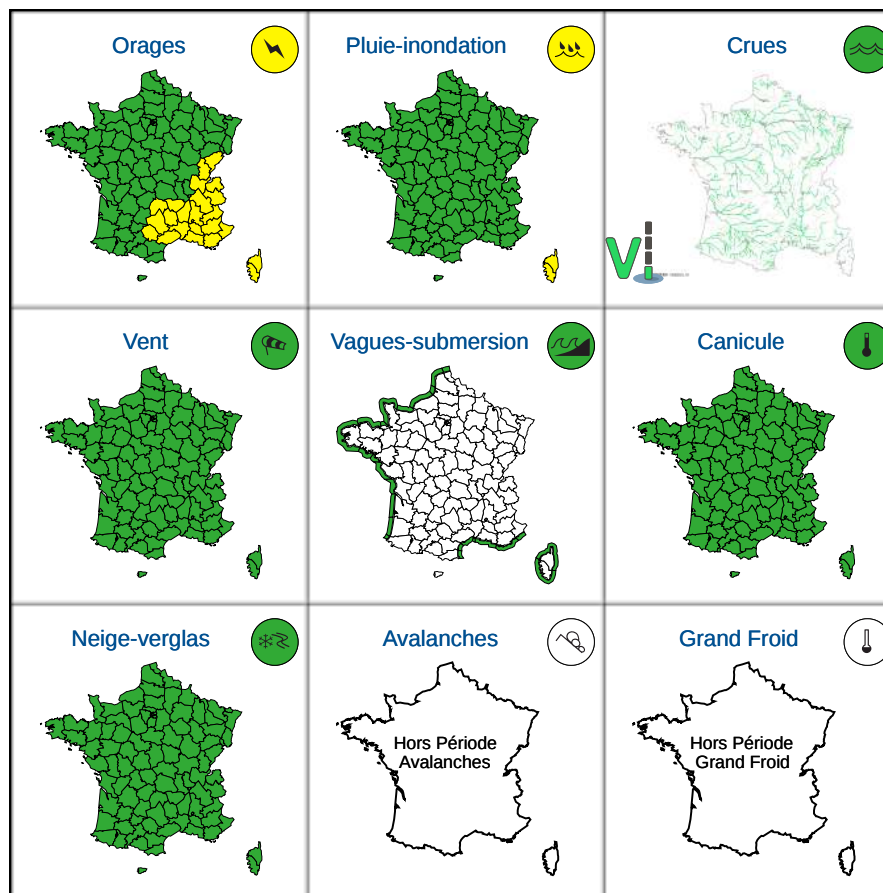 Orages
Pluie-inondation
Crues
Vent
Vagues-submersion
Canicule
Neige-verglas
Avalanches
Grand Froid
Hors Période
Avalanches
Hors Période
Grand Froid